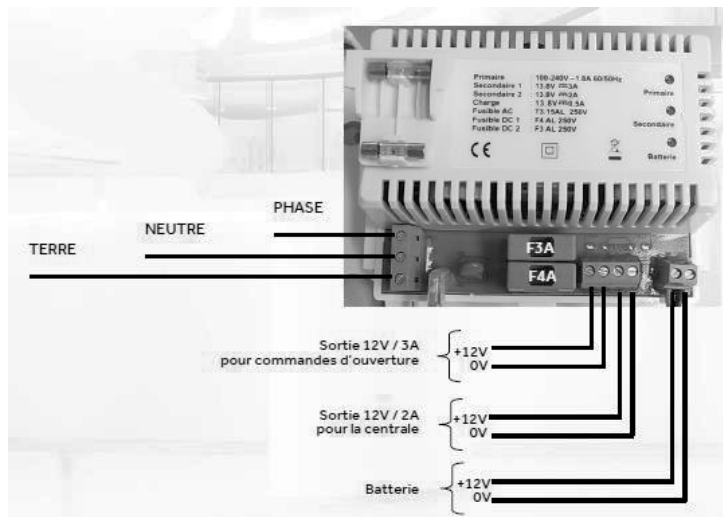 Primaire : 100-240V – 1.0A 60/50Hz
Secondaire 1 : 13.8V ⎓3A
Secondaire 2 : 13.8V ⎓2A
Charge : 13.8V⎓0.5A
Fusible AC : T3.15AL 250V
Fusible DC 1 : F4 AL 250V
Fusible DC 2 : F3 AL 250V
Primaire
Secondaire
Batterie
CE
PHASE
NEUTRE
TERRE
F3A
F4A
Sortie 12V / 3A
pour commandes d'ouverture
+12V
0V
Sortie 12V / 2A
pour la centrale
+12V
0V
Batterie
+12V
0V